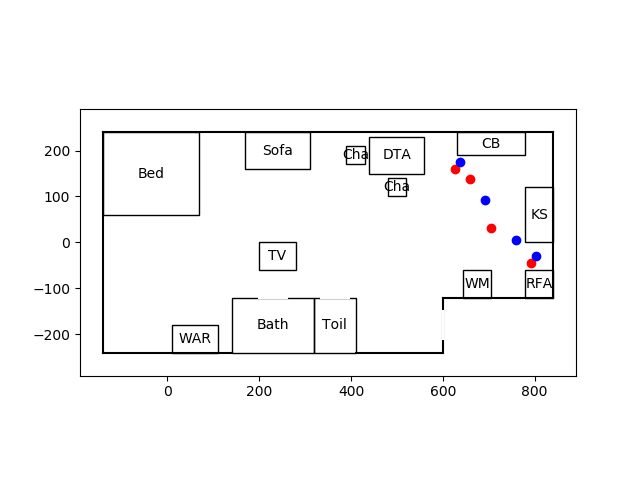 CB
Sofa
Cha
DTA
Bed
Cha
KS
TV
WM
RFA
Bath
Toil
WAR
200
100
0
−100
−200
0
200
400
600
800